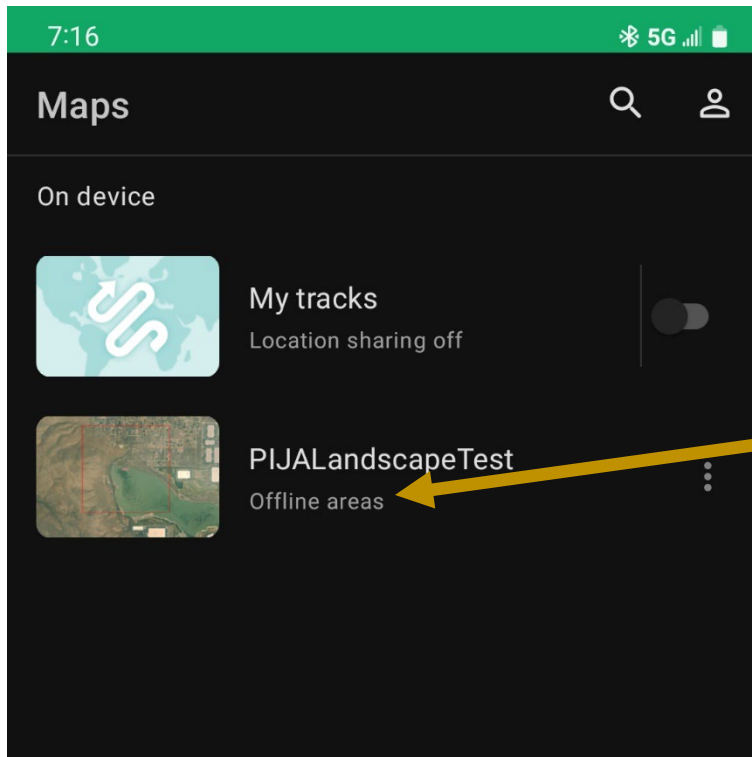 7:16 5G
Maps
On device
My tracks
Location sharing off
PIJALandscapeTest
Offline areas